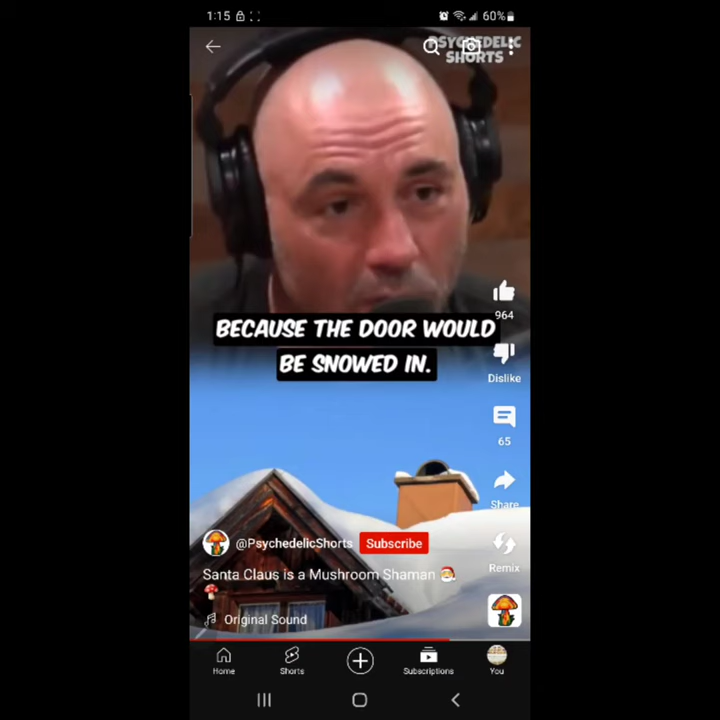 1:15
60%
PSYCHEDELIC
SHORTS
964
BECAUSE THE DOOR WOULD
BE SNOWED IN.
Dislike
65
Share
@PsychedelicShorts
Subscribe
Santa Claus is a Mushroom Shaman 🎅
🍄
Remix
Original Sound
Home
Shorts
Subscriptions
You